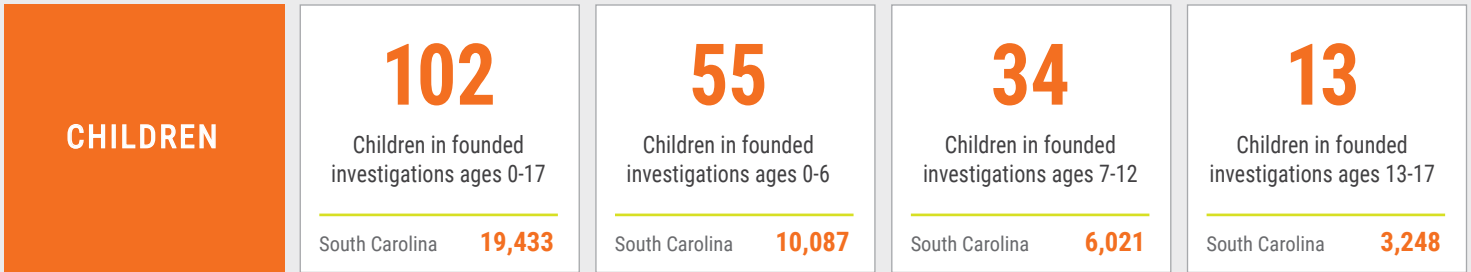 CHILDREN
102
Children in founded
investigations ages 0-17
South Carolina 19,433
55
Children in founded
investigations ages 0-6
South Carolina 10,087
34
Children in founded
investigations ages 7-12
South Carolina 6,021
13
Children in founded
investigations ages 13-17
South Carolina 3,248